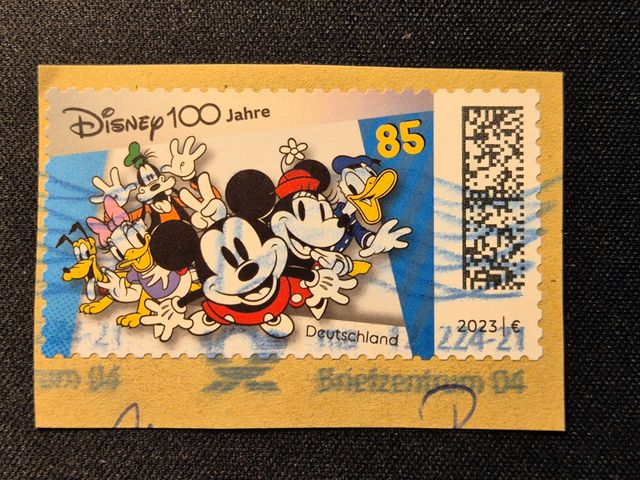 Disney 100 Jahre
85
Deutschland
2023 | €
224-21
Briefzentrum 04